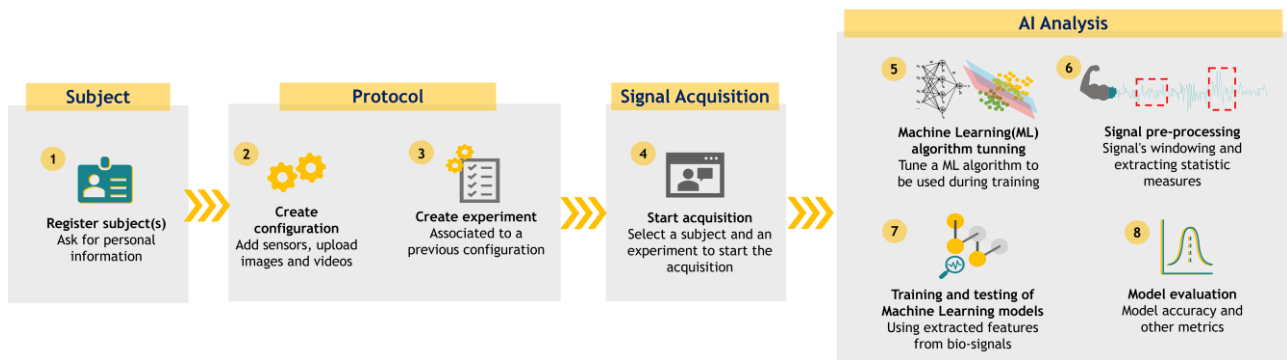 Subject
1
Register subject(s)
Ask for personal
information
Protocol
2
Create
configuration
Add sensors, upload
images and videos
3
Create experiment
Associated to a
previous configuration
Signal Acquisition
4
Start acquisition
Select a subject and an
experiment to start the
acquisition
AI Analysis
5
Machine Learning(ML)
algorithm tunning
Tune a ML algorithm to
be used during training
6
Signal pre-processing
Signal's windowing and
extracting statistic
measures
7
Training and testing of
Machine Learning models
Using extracted features
from bio-signals
8
Model evaluation
Model accuracy and
other metrics